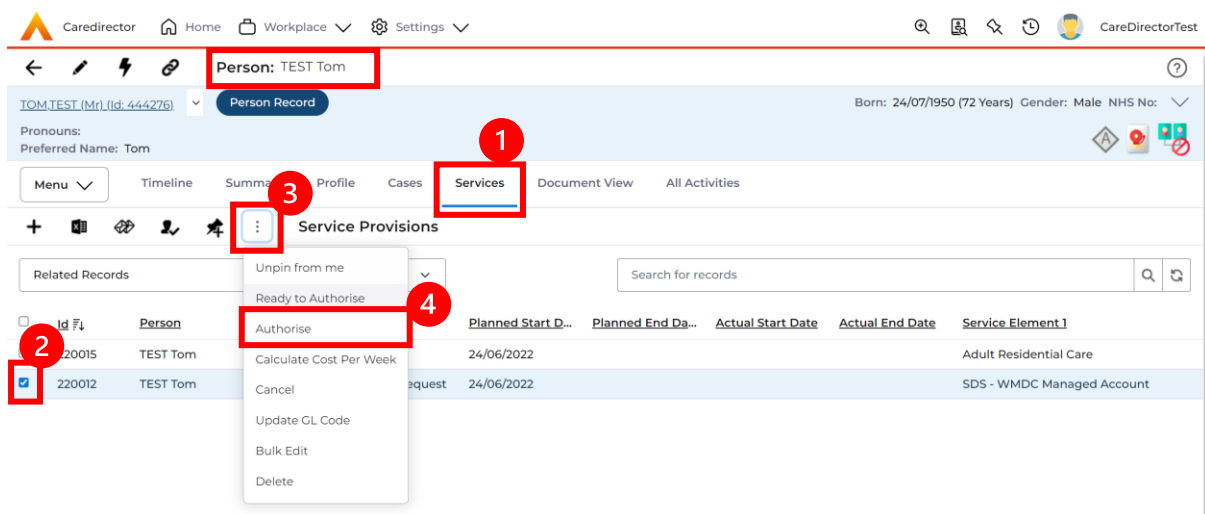 Caredirector Home Workplace Settings CareDirectorTest
Person: TEST Tom
TOM,TEST (Mr) (Id: 444276) Person Record Born: 24/07/1950 (72 Years) Gender: Male NHS No:
Pronouns:
Preferred Name: Tom
1
Menu Timeline Summa Profile Cases Services Document View All Activities
3
Service Provisions
Unpin from me
Related Records Search for records
Ready to Authorise
4
Id Person Authorise Planned Start D... Planned End Da... Actual Start Date Actual End Date Service Element 1
2
20015 TEST Tom Calculate Cost Per Week 24/06/2022 Adult Residential Care
220012 TEST Tom Cancel equest 24/06/2022 SDS - WMDC Managed Account
Update GL Code
Bulk Edit
Delete